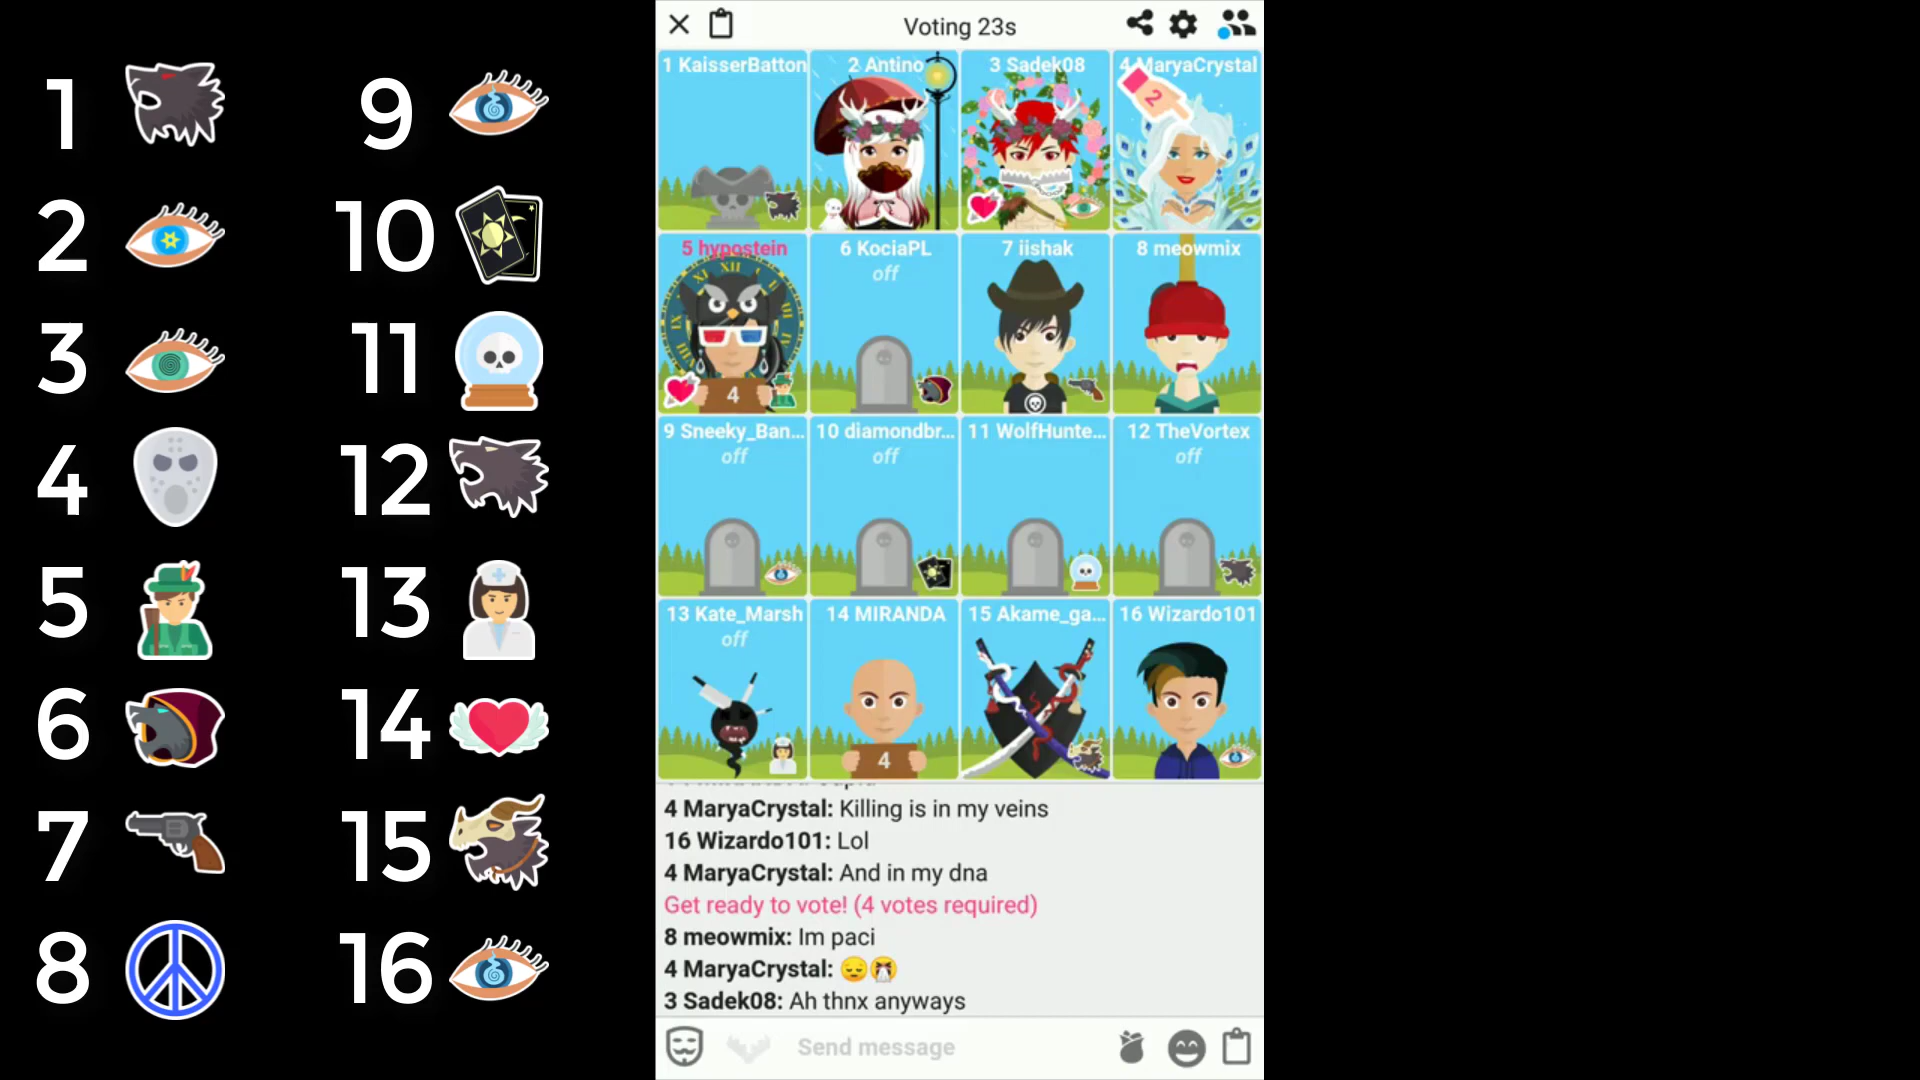 1
9
2
10
3
11
4
12
5
13
6
14
7
15
8
16
Voting 23s
1 KaisserBatton
2 Antino
3 Sadek08
4 MaryaCrystal
2
5 hypostein
6 KociaPL
7 iishak
8 meowmix
off
4
9 Sneeky_Ban...
10 diamondbr...
11 WolfHunte...
12 TheVortex
off
off
off
13 Kate_Marsh
14 MIRANDA
15 Akame_ga...
16 Wizardo101
off
4
4 MaryaCrystal: Killing is in my veins
16 Wizardo101: Lol
4 MaryaCrystal: And in my dna
Get ready to vote! (4 votes required)
8 meowmix: Im paci
4 MaryaCrystal:
3 Sadek08: Ah thnx anyways
Send message